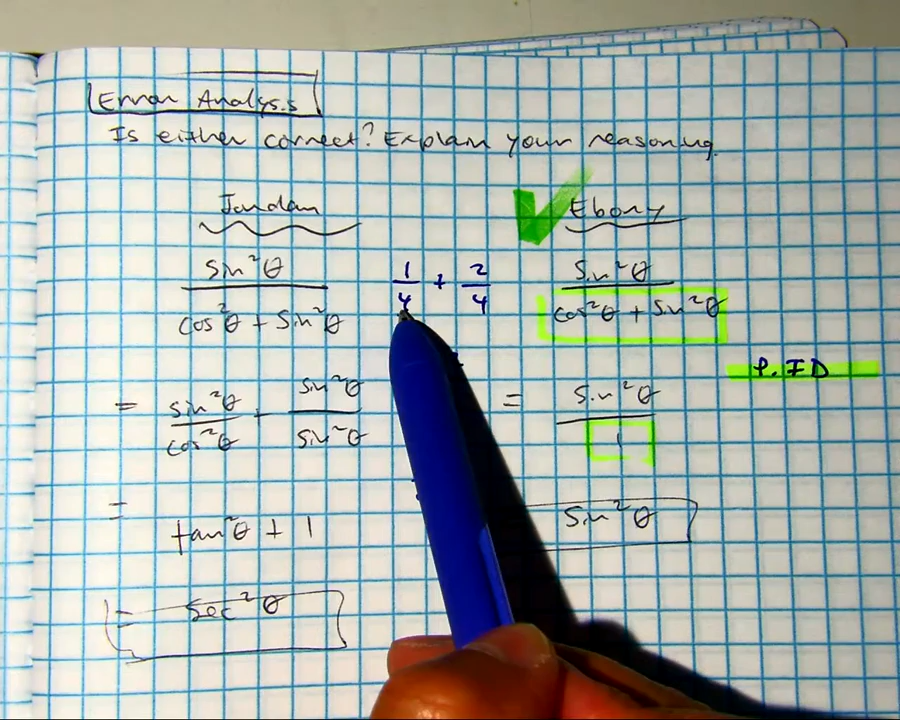 Error Analysis
Is either correct? Explain your reasoning.
Jordan
Ebony
sin²θ
cos²θ + sin²θ
1/4 + 2/4
sin²θ
cos²θ + sin²θ
P. ID
= sin²θ/cos²θ + sin²θ/sin²θ
= sin²θ/1
= tan²θ + 1
sin²θ
= sec²θ